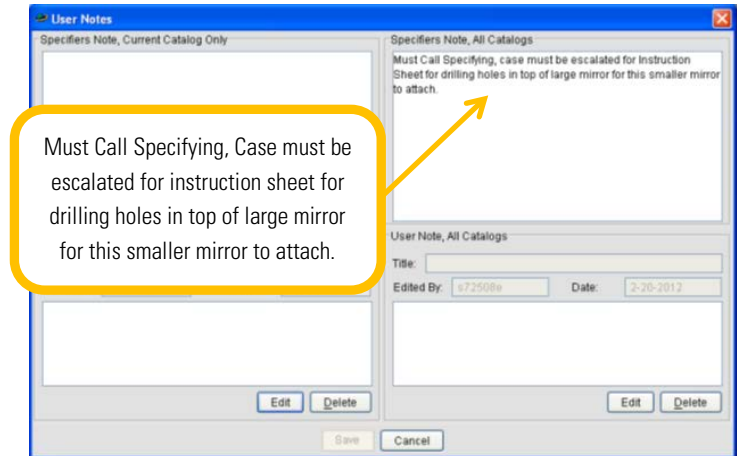 User Notes
Specifiers Note, Current Catalog Only
Specifiers Note, All Catalogs
Must Call Specifying, case must be escalated for Instruction
Sheet for drilling holes in top of large mirror for this smaller mirror
to attach.
Must Call Specifying, Case must be
escalated for instruction sheet for
drilling holes in top of large mirror
for this smaller mirror to attach.
User Note, All Catalogs
Title:
Edited By: s72508e Date: 2-20-2012
Edit Delete
Edit Delete
Save Cancel